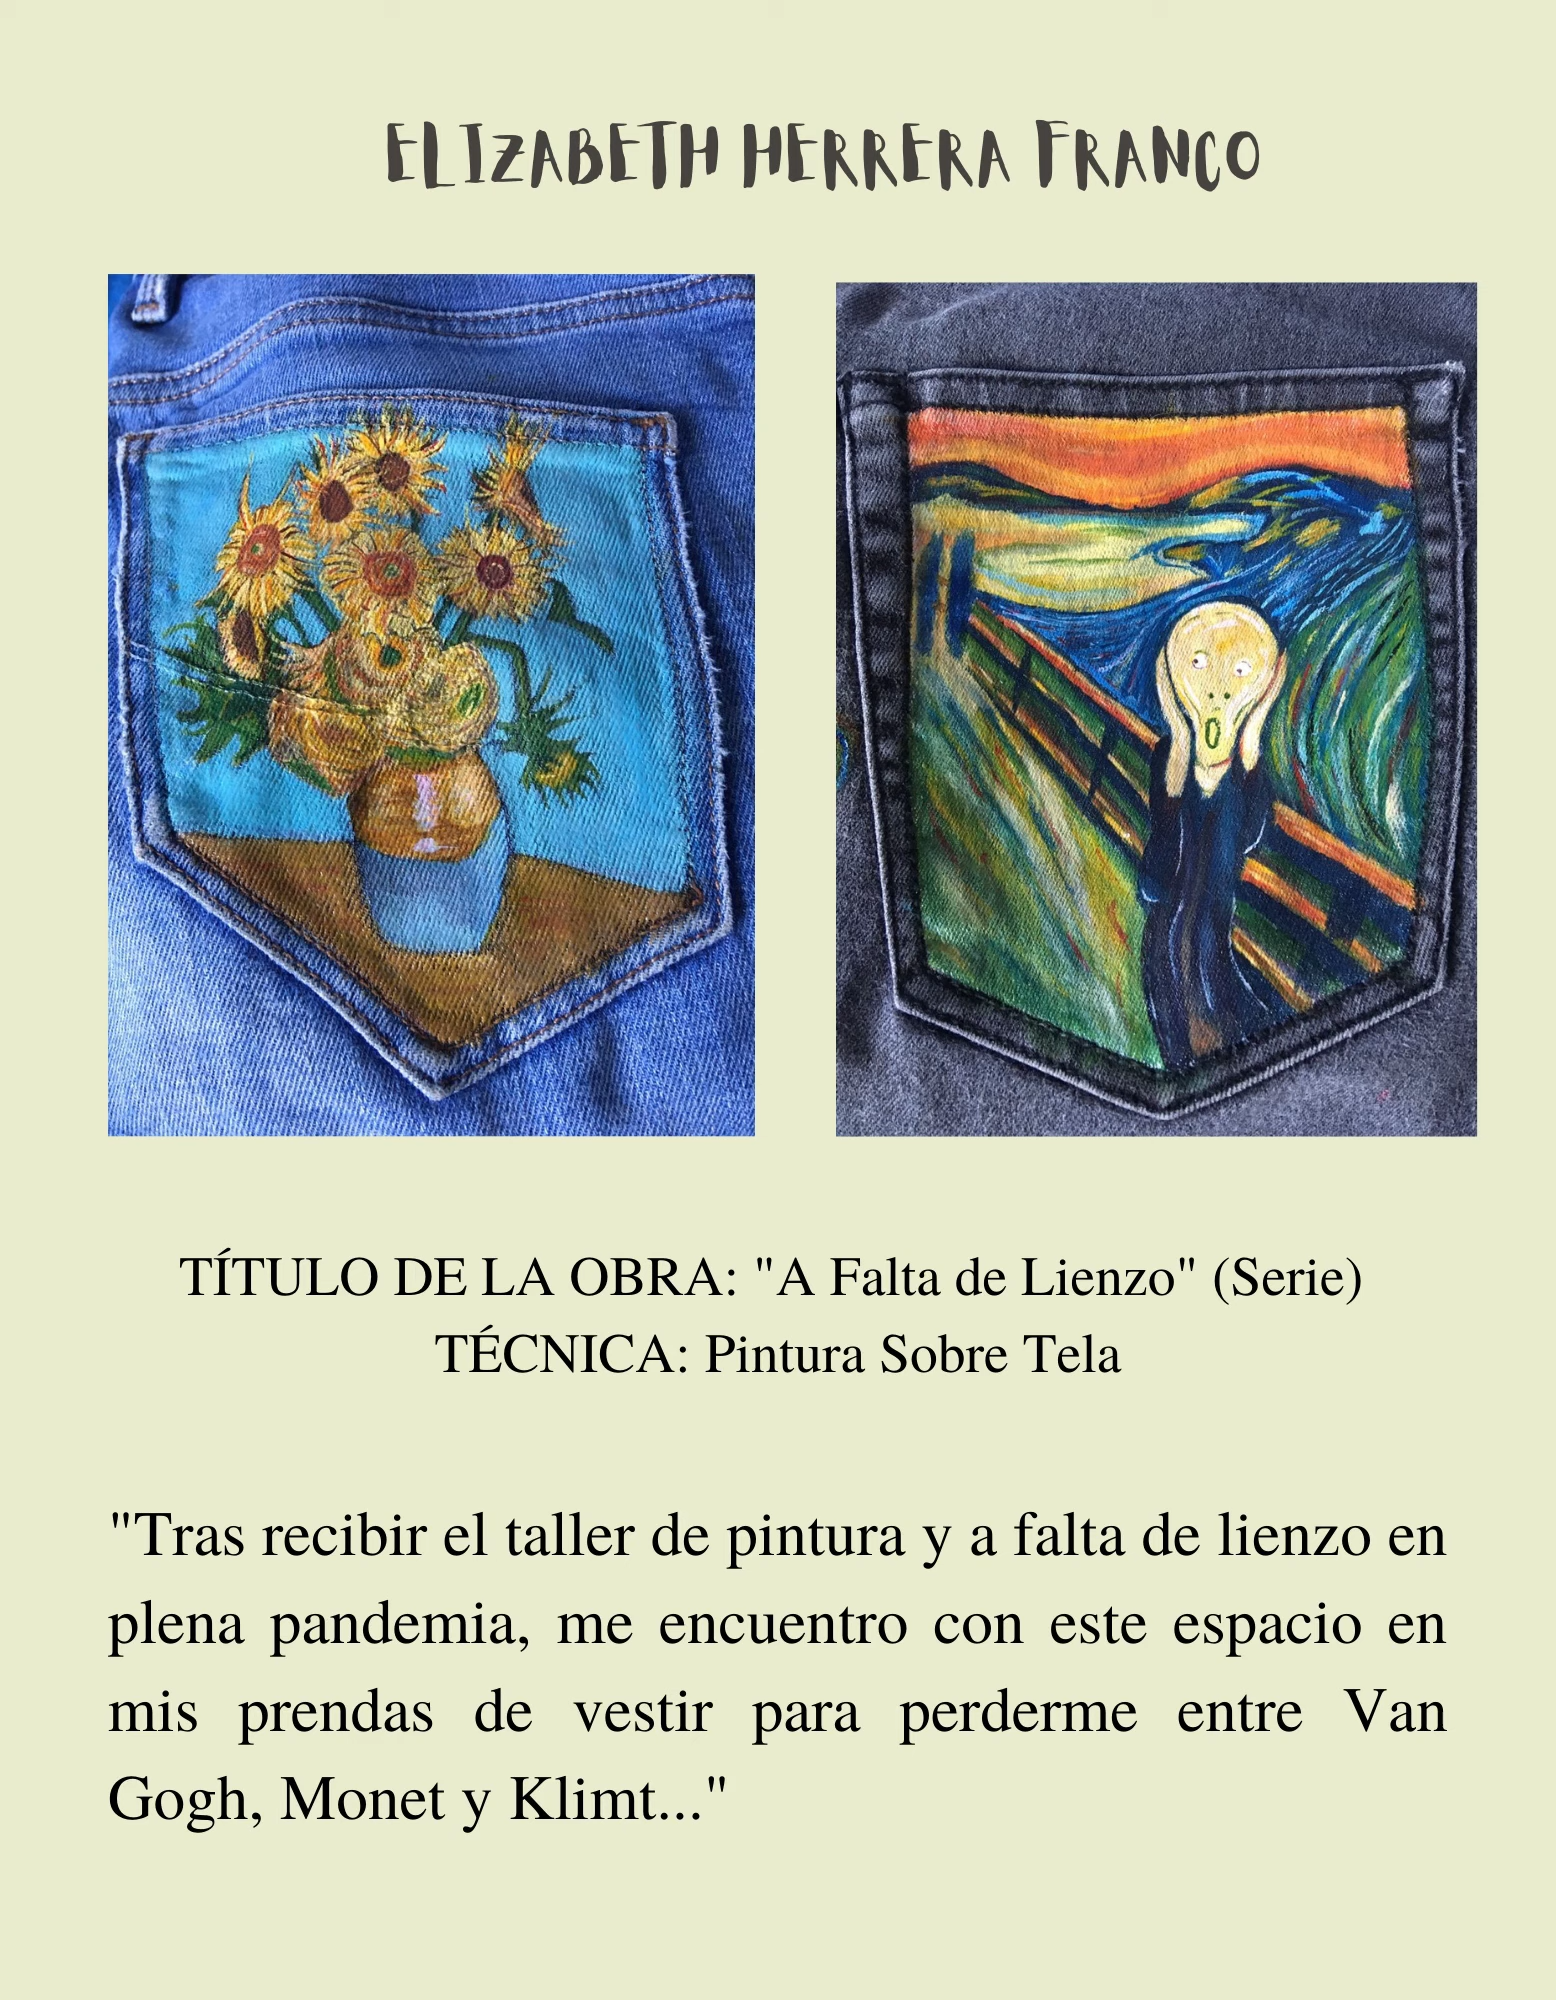 ELIZABETH HERRERA FRANCO
TÍTULO DE LA OBRA: "A Falta de Lienzo" (Serie)
TÉCNICA: Pintura Sobre Tela
"Tras recibir el taller de pintura y a falta de lienzo en
plena pandemia, me encuentro con este espacio en
mis prendas de vestir para perderme entre Van
Gogh, Monet y Klimt..."